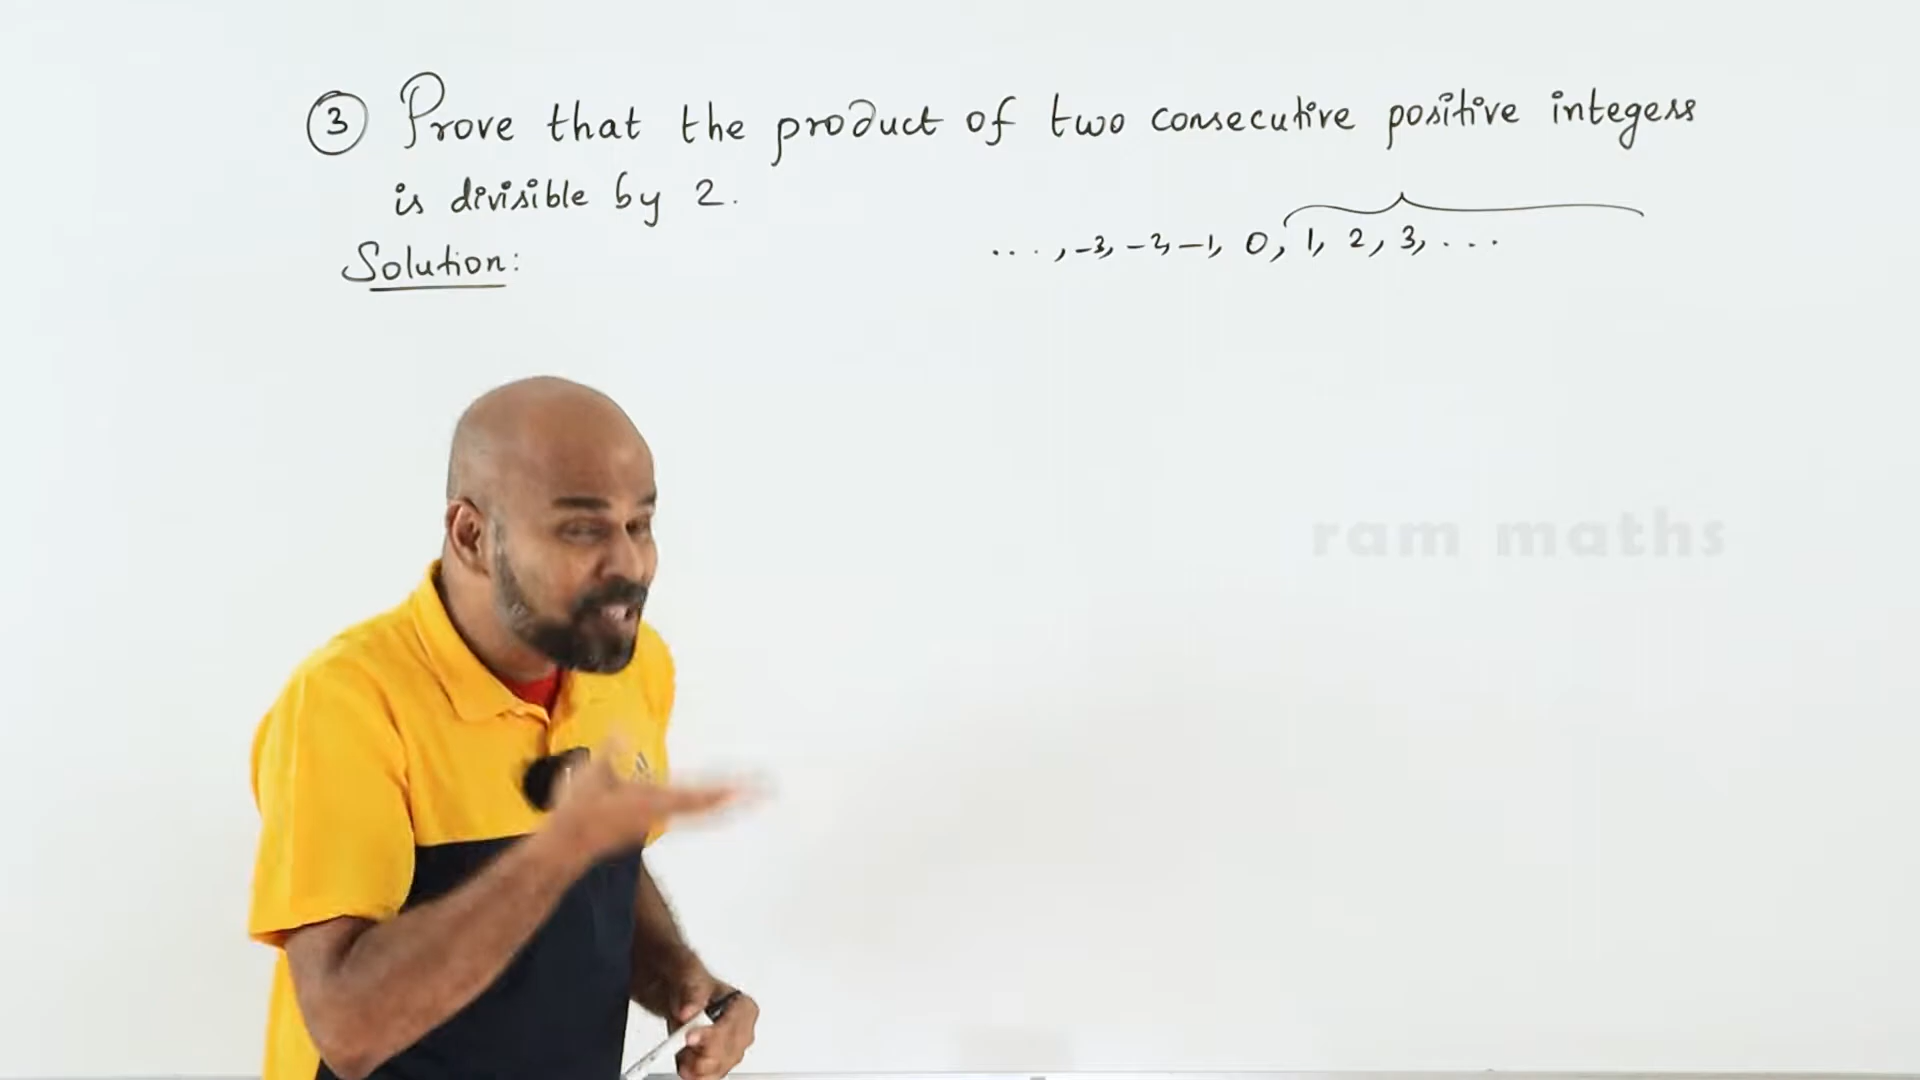 ③ Prove that the product of two consecutive positive integers
is divisible by 2.
..., -3, -2, -1, 0, 1, 2, 3, ...
Solution:
ram maths